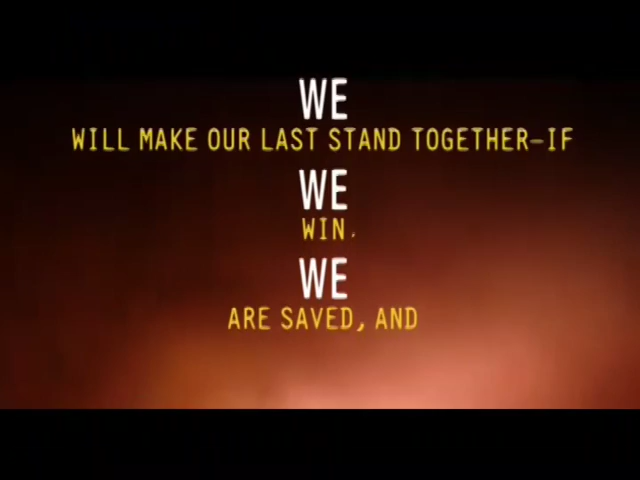 WE
WILL MAKE OUR LAST STAND TOGETHER—IF
WE
WIN.
WE
ARE SAVED, AND